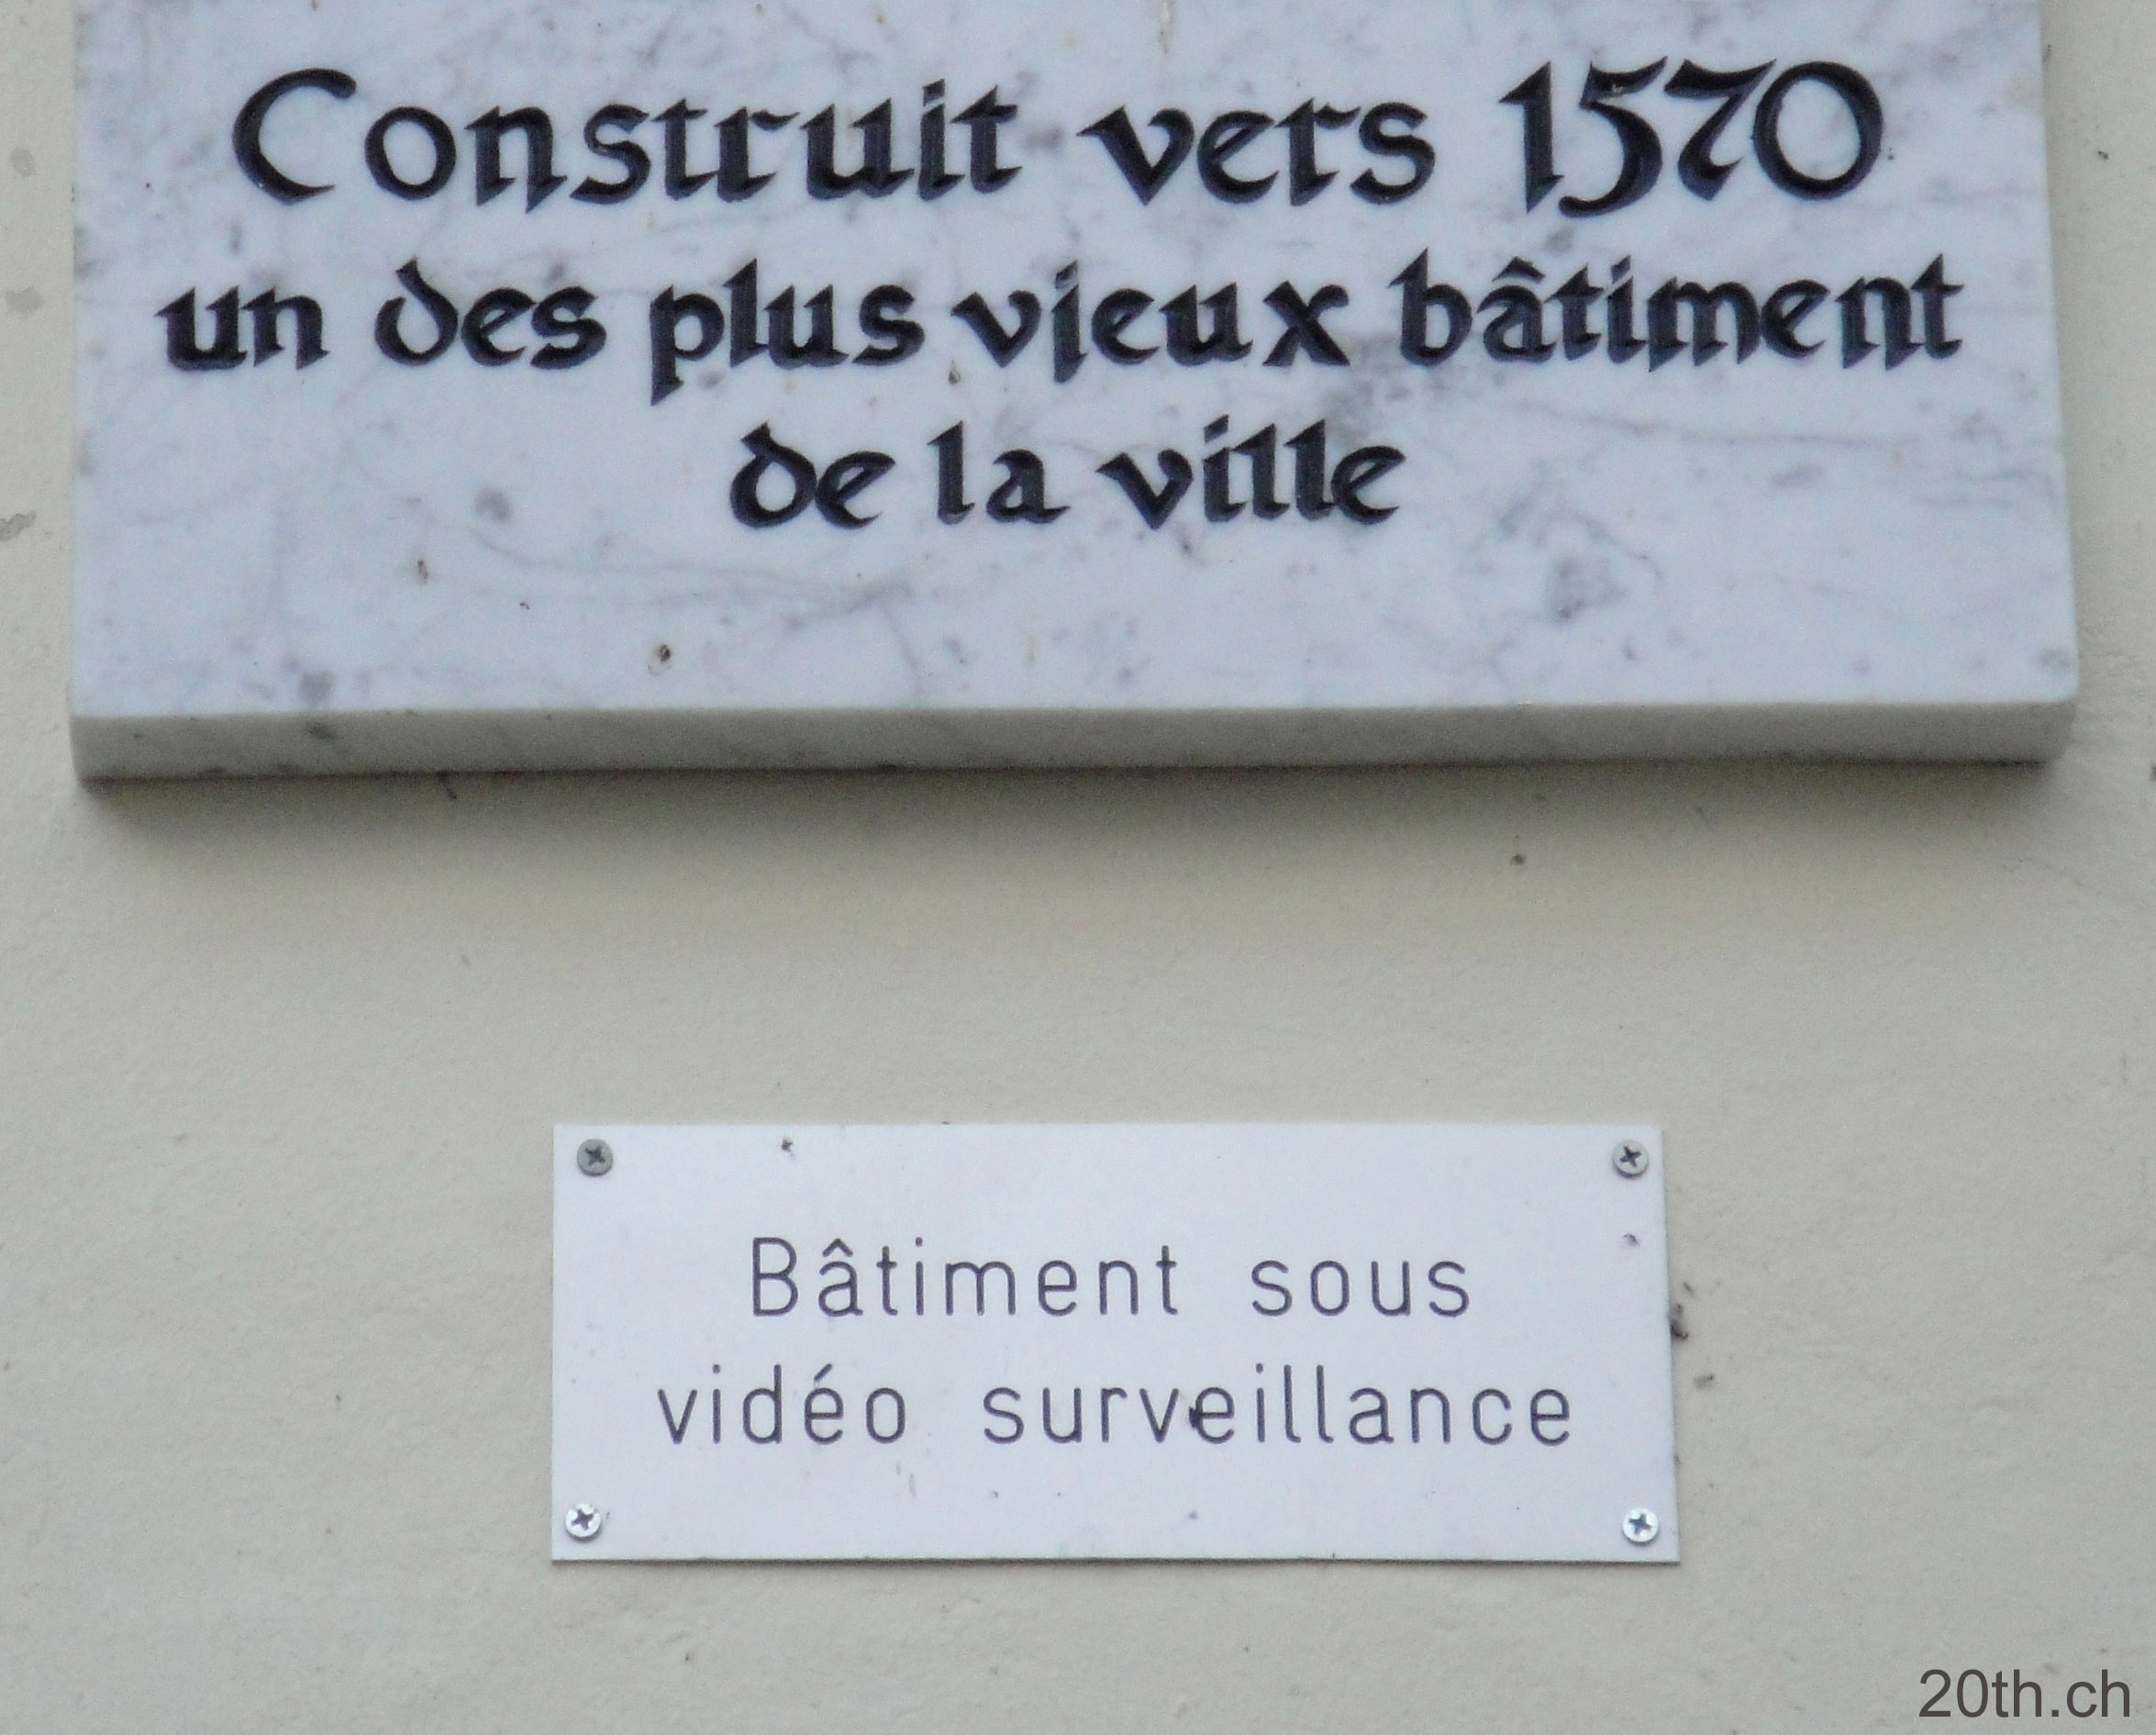 Construit vers 1570
un des plus vieux bâtiment
de la ville
Bâtiment sous
vidéo surveillance
20th.ch